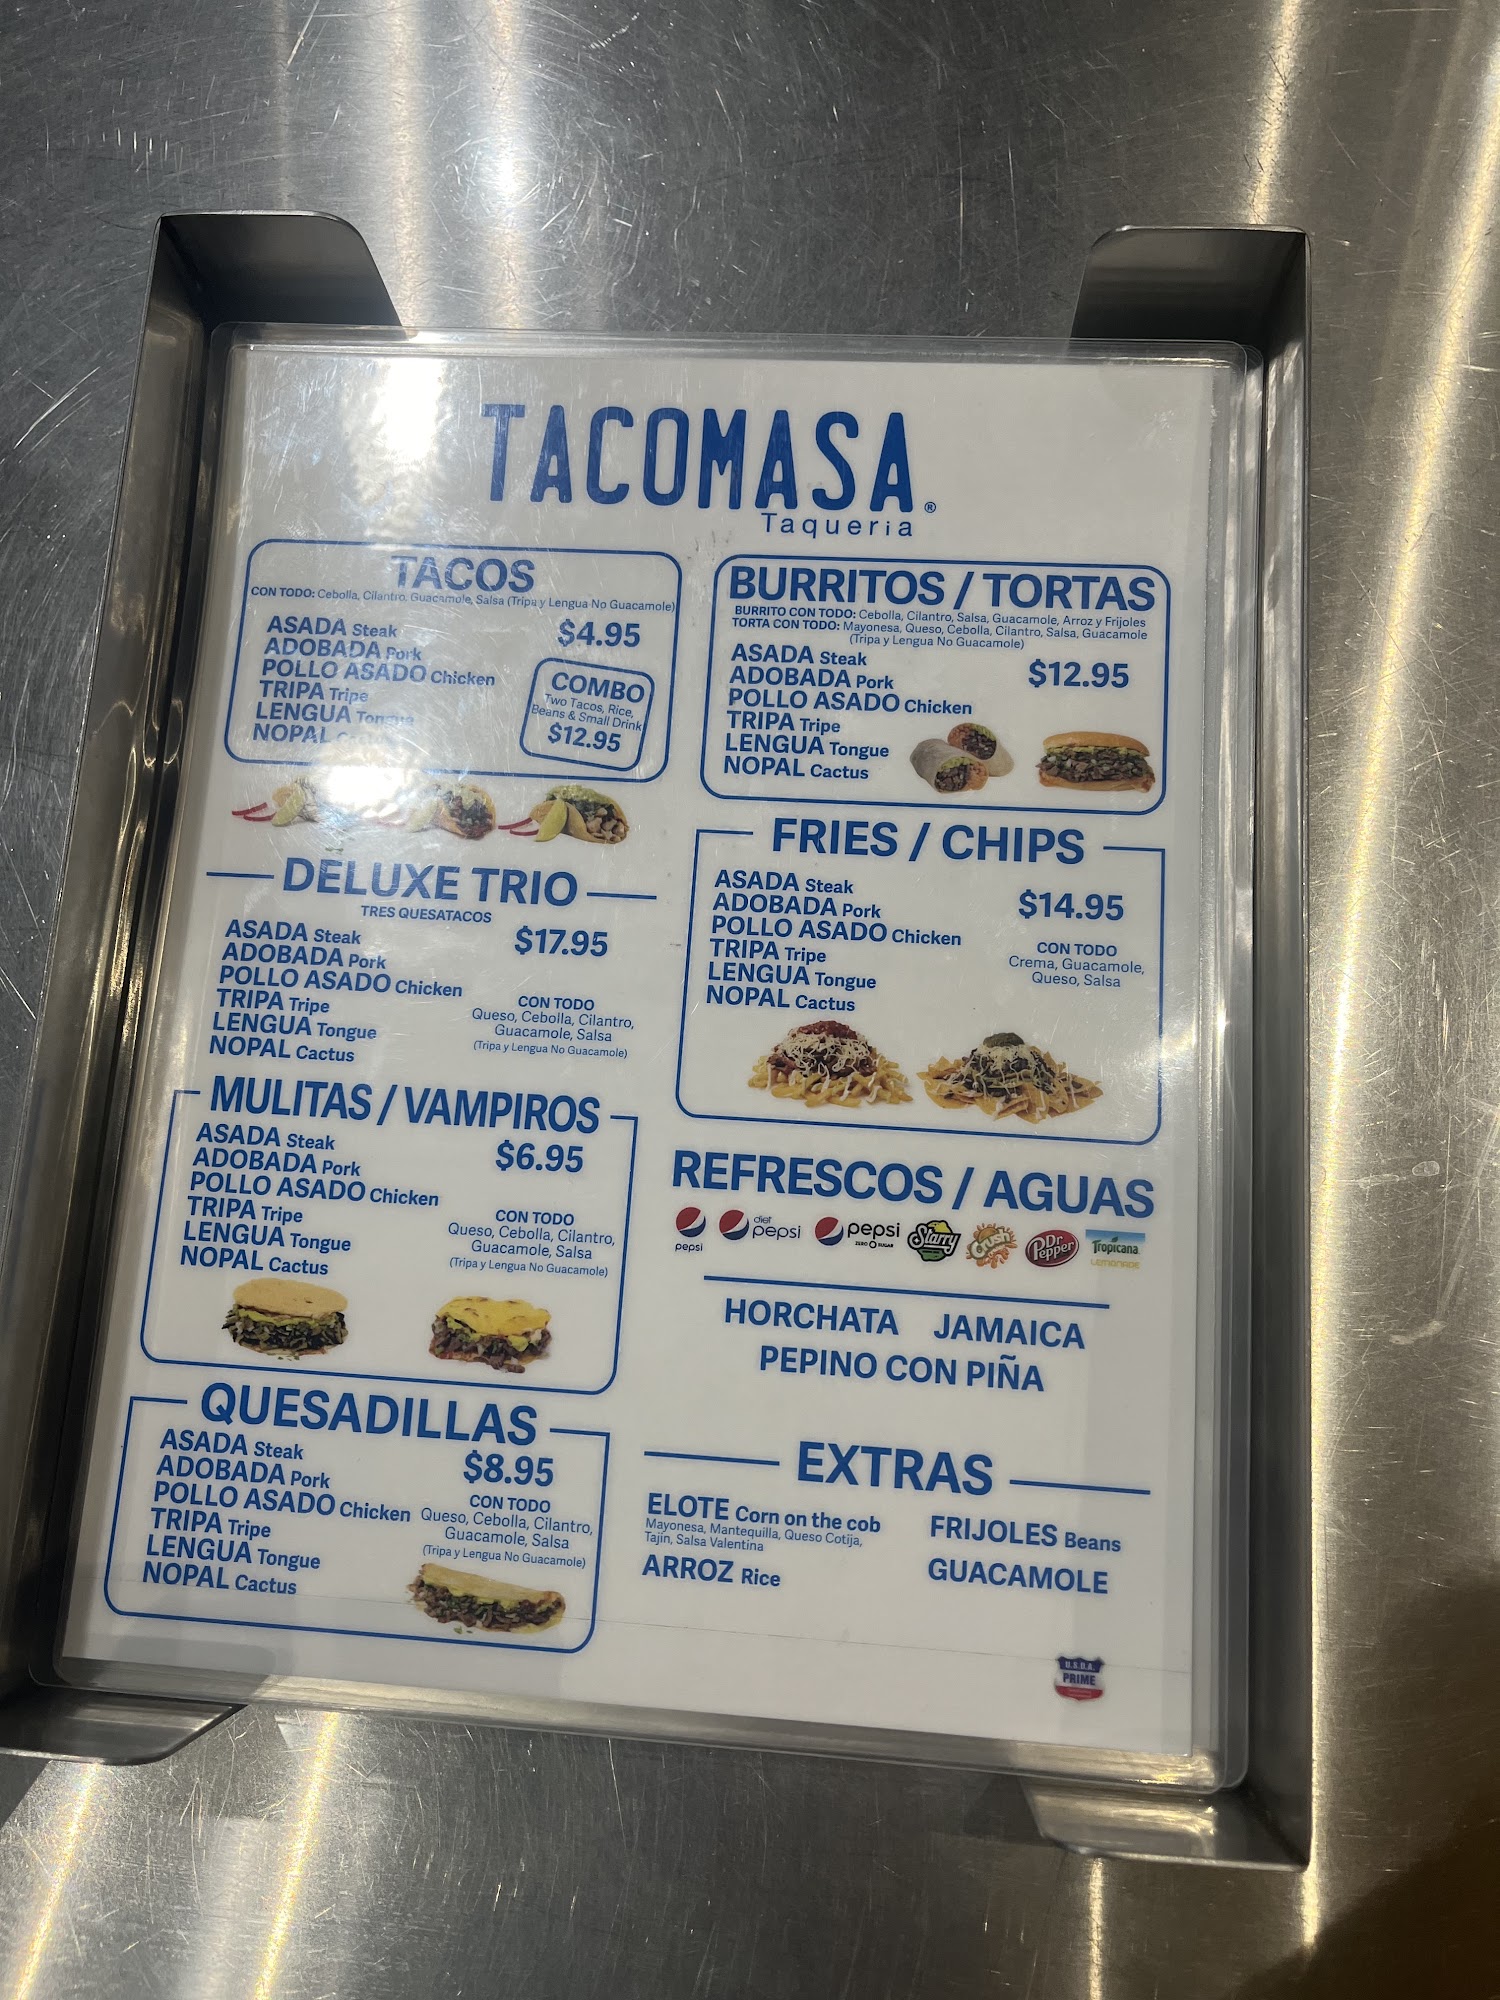 TACOMASA®
Taqueria
TACOS
CON TODO: Cebolla, Cilantro, Guacamole, Salsa (Tripa y Lengua No Guacamole)
ASADA Steak
$4.95
ADOBADA Pork
POLLO ASADO Chicken
TRIPA Tripe
LENGUA Tongue
NOPAL
COMBO
Two Tacos, Rice,
Beans & Small Drink
$12.95
DELUXE TRIO
TRES QUESATACOS
ASADA Steak
$17.95
ADOBADA Pork
POLLO ASADO Chicken
TRIPA Tripe
LENGUA Tongue
NOPAL Cactus
CON TODO
Queso, Cebolla, Cilantro,
Guacamole, Salsa
(Tripa y Lengua No Guacamole)
MULITAS / VAMPIROS
ASADA Steak
$6.95
ADOBADA Pork
POLLO ASADO Chicken
TRIPA Tripe
LENGUA Tongue
NOPAL Cactus
CON TODO
Queso, Cebolla, Cilantro,
Guacamole, Salsa
(Tripa y Lengua No Guacamole)
QUESADILLAS
ASADA Steak
$8.95
ADOBADA Pork
POLLO ASADO Chicken
TRIPA Tripe
LENGUA Tongue
NOPAL Cactus
CON TODO
Queso, Cebolla, Cilantro,
Guacamole, Salsa
(Tripa y Lengua No Guacamole)
BURRITOS / TORTAS
BURRITO CON TODO: Cebolla, Cilantro, Salsa, Guacamole, Arroz y Frijoles
TORTA CON TODO: Mayonesa, Queso, Cebolla, Cilantro, Salsa, Guacamole
(Tripa y Lengua No Guacamole)
ASADA Steak
$12.95
ADOBADA Pork
POLLO ASADO Chicken
TRIPA Tripe
LENGUA Tongue
NOPAL Cactus
FRIES / CHIPS
ASADA Steak
$14.95
ADOBADA Pork
POLLO ASADO Chicken
TRIPA Tripe
LENGUA Tongue
NOPAL Cactus
CON TODO
Crema, Guacamole,
Queso, Salsa
REFRESCOS / AGUAS
pepsi
diet pepsi
pepsi ZERO SUGAR
Starry
Crush
Dr Pepper
Tropicana LEMONADE
HORCHATA JAMAICA
PEPINO CON PIÑA
EXTRAS
ELOTE Corn on the cob
Mayonesa, Mantequilla, Queso Cotija,
Tajín, Salsa Valentina
ARROZ Rice
FRIJOLES Beans
GUACAMOLE
U.S.D.A.
PRIME